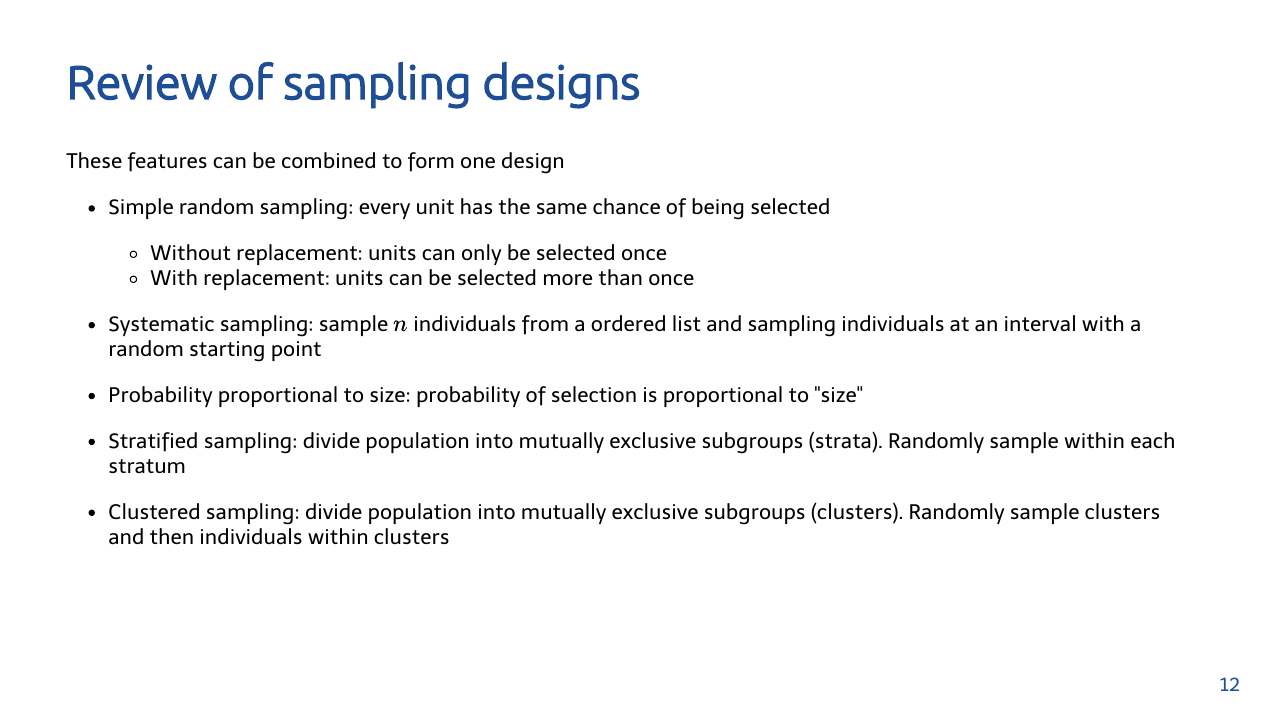 Review of sampling designs
These features can be combined to form one design
• Simple random sampling: every unit has the same chance of being selected
◦ Without replacement: units can only be selected once
◦ With replacement: units can be selected more than once
• Systematic sampling: sample n individuals from a ordered list and sampling individuals at an interval with a
random starting point
• Probability proportional to size: probability of selection is proportional to "size"
• Stratified sampling: divide population into mutually exclusive subgroups (strata). Randomly sample within each
stratum
• Clustered sampling: divide population into mutually exclusive subgroups (clusters). Randomly sample clusters
and then individuals within clusters
12